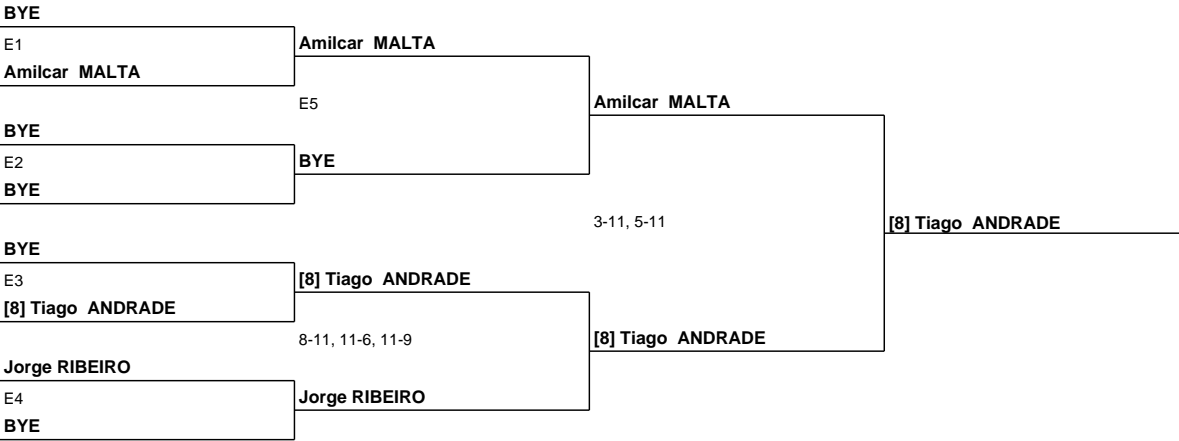 BYE
E1
Amilcar MALTA
Amilcar MALTA
E5
Amilcar MALTA
BYE
E2
BYE
BYE
3-11, 5-11
[8] Tiago ANDRADE
BYE
E3
[8] Tiago ANDRADE
[8] Tiago ANDRADE
8-11, 11-6, 11-9
[8] Tiago ANDRADE
Jorge RIBEIRO
E4
Jorge RIBEIRO
BYE